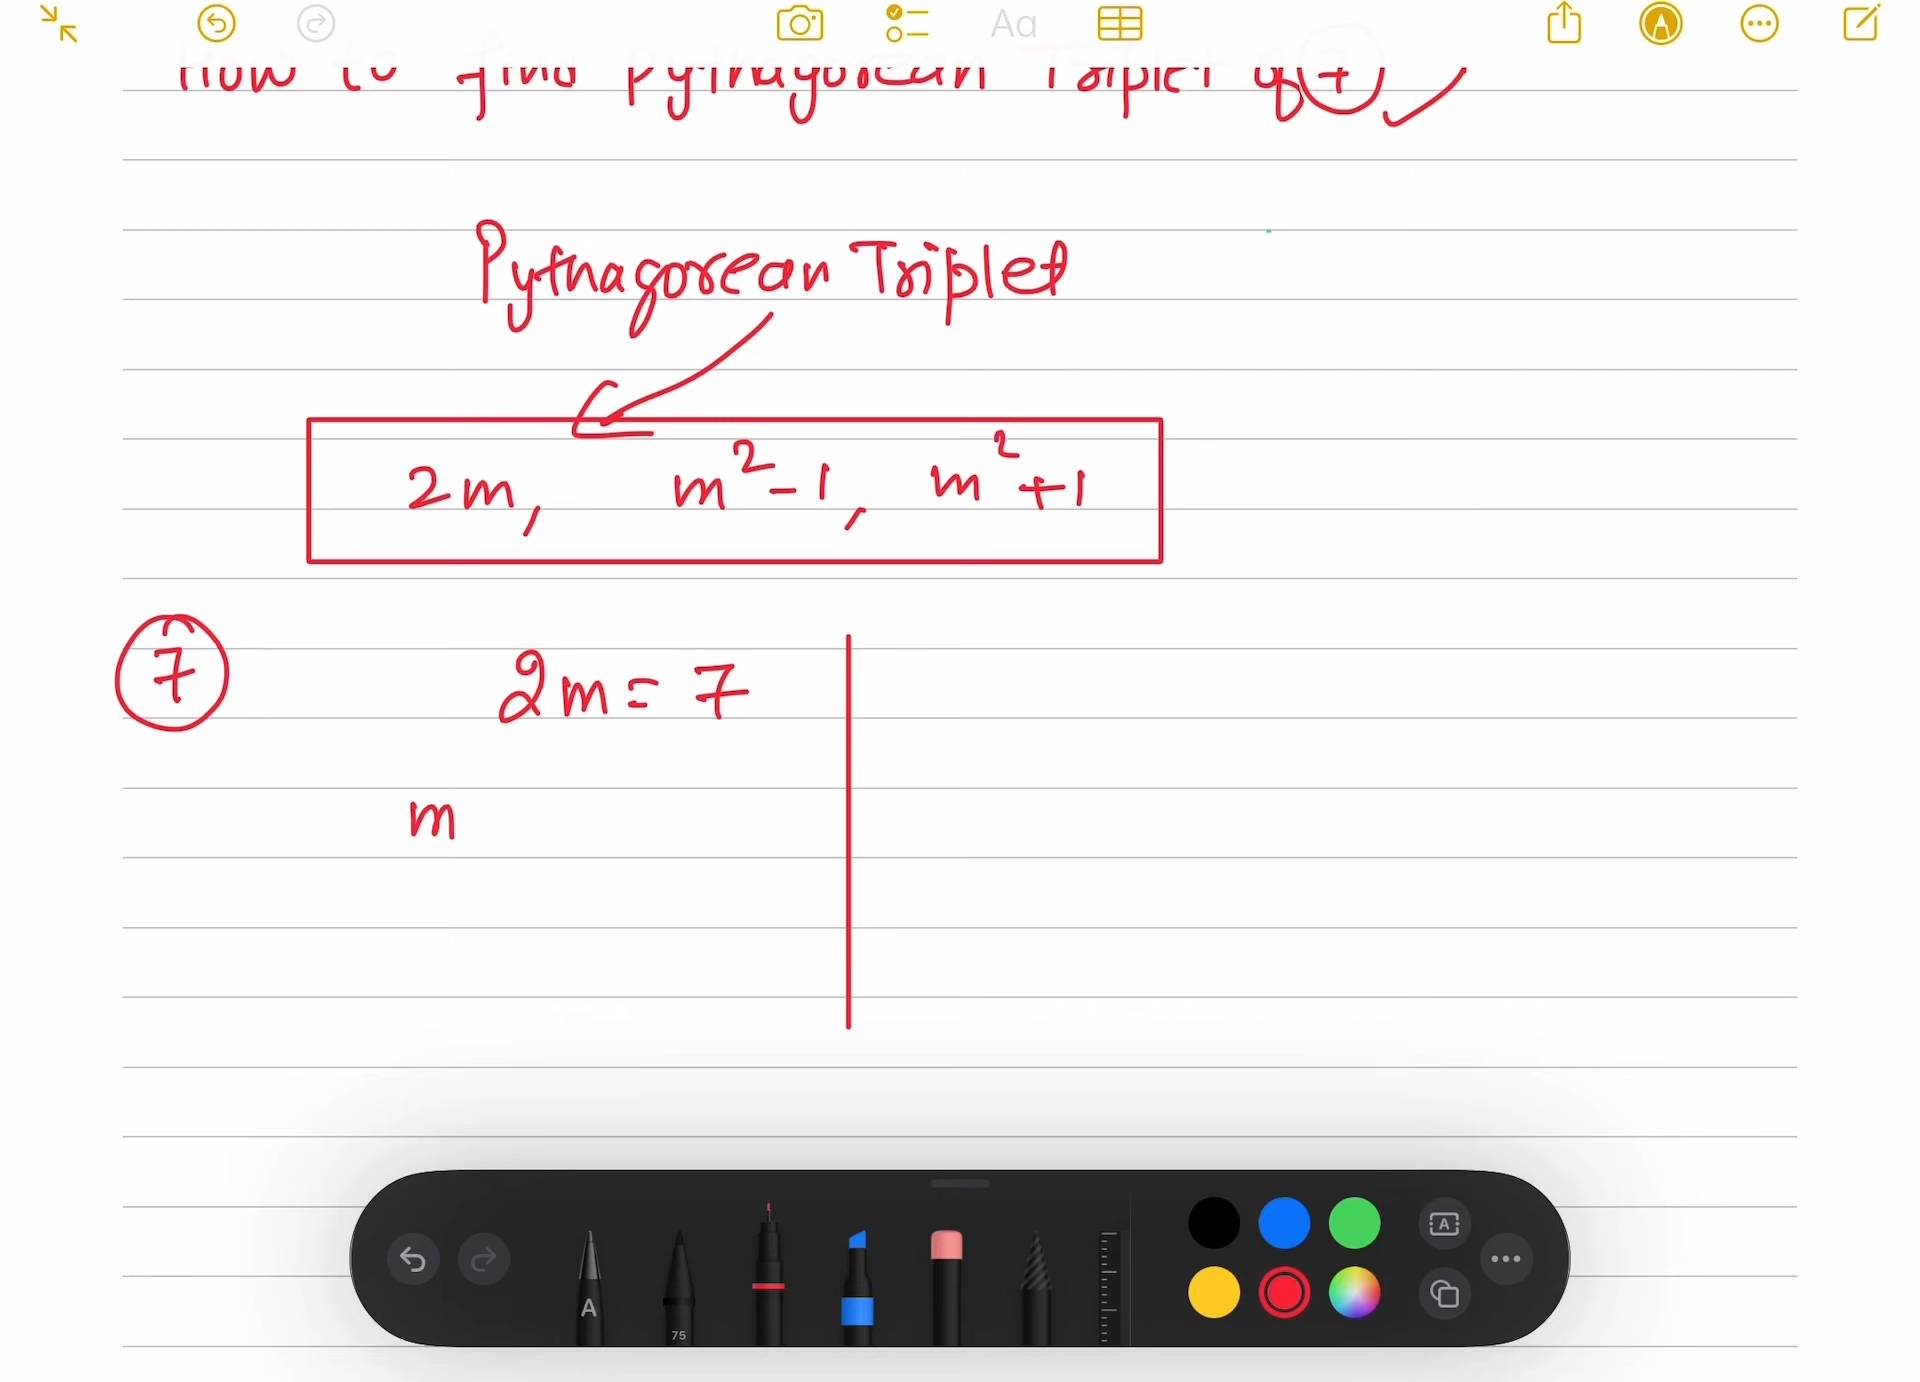 Aa
How to find Pythagorean Triplet of 7
Pythagorean Triplet
2m, m²-1, m²+1
7 2m = 7
m
A
A
75